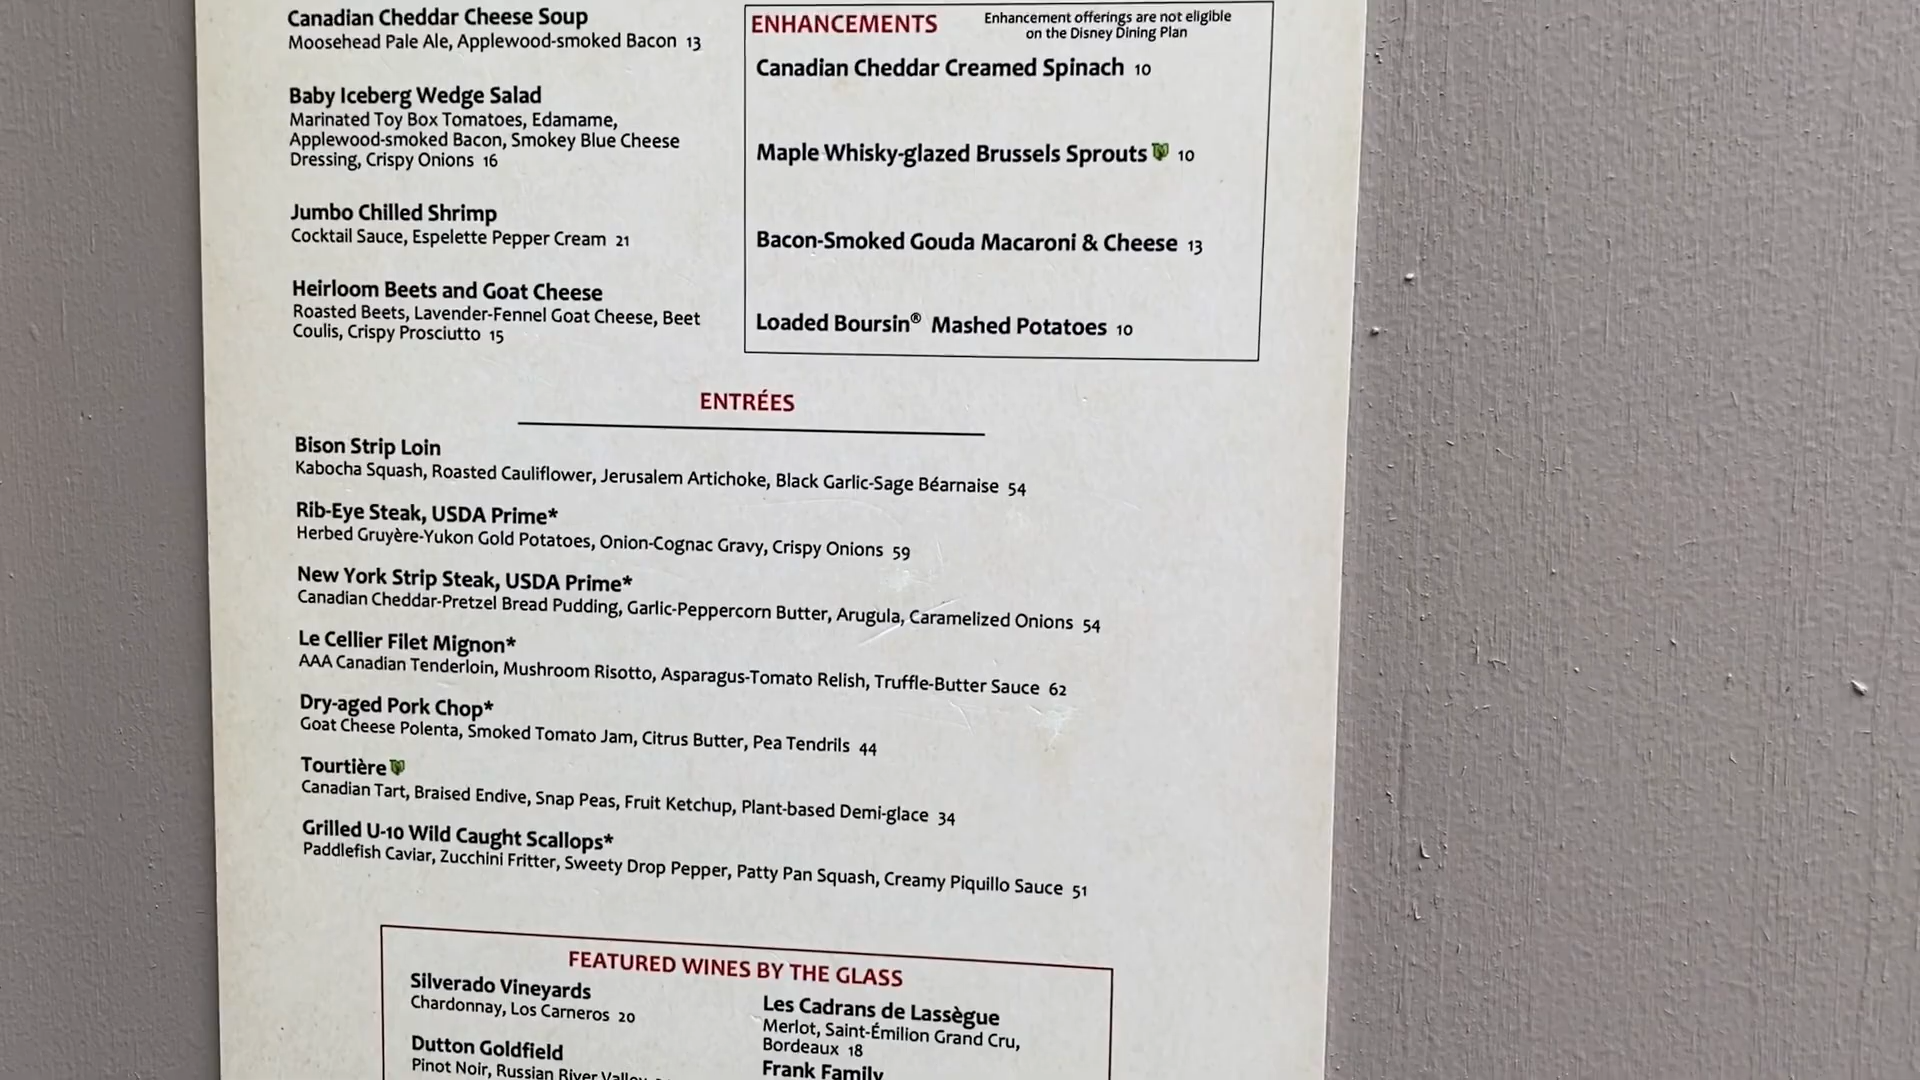 Canadian Cheddar Cheese Soup
Moosehead Pale Ale, Applewood-smoked Bacon 13
Baby Iceberg Wedge Salad
Marinated Toy Box Tomatoes, Edamame,
Applewood-smoked Bacon, Smokey Blue Cheese
Dressing, Crispy Onions 16
Jumbo Chilled Shrimp
Cocktail Sauce, Espelette Pepper Cream 21
Heirloom Beets and Goat Cheese
Roasted Beets, Lavender-Fennel Goat Cheese, Beet
Coulis, Crispy Prosciutto 15
ENHANCEMENTS
Enhancement offerings are not eligible
on the Disney Dining Plan
Canadian Cheddar Creamed Spinach 10
Maple Whisky-glazed Brussels Sprouts 10
Bacon-Smoked Gouda Macaroni & Cheese 13
Loaded Boursin® Mashed Potatoes 10
ENTRÉES
Bison Strip Loin
Kabocha Squash, Roasted Cauliflower, Jerusalem Artichoke, Black Garlic-Sage Béarnaise 54
Rib-Eye Steak, USDA Prime*
Herbed Gruyère-Yukon Gold Potatoes, Onion-Cognac Gravy, Crispy Onions 59
New York Strip Steak, USDA Prime*
Canadian Cheddar-Pretzel Bread Pudding, Garlic-Peppercorn Butter, Arugula, Caramelized Onions 54
Le Cellier Filet Mignon*
AAA Canadian Tenderloin, Mushroom Risotto, Asparagus-Tomato Relish, Truffle-Butter Sauce 62
Dry-aged Pork Chop*
Goat Cheese Polenta, Smoked Tomato Jam, Citrus Butter, Pea Tendrils 44
Tourtière
Canadian Tart, Braised Endive, Snap Peas, Fruit Ketchup, Plant-based Demi-glace 34
Grilled U-10 Wild Caught Scallops*
Paddlefish Caviar, Zucchini Fritter, Sweety Drop Pepper, Patty Pan Squash, Creamy Piquillo Sauce 51
FEATURED WINES BY THE GLASS
Silverado Vineyards
Chardonnay, Los Carneros 20
Dutton Goldfield
Pinot Noir, Russian River Valley
Les Cadrans de Lassègue
Merlot, Saint-Émilion Grand Cru,
Bordeaux 18
Frank Family